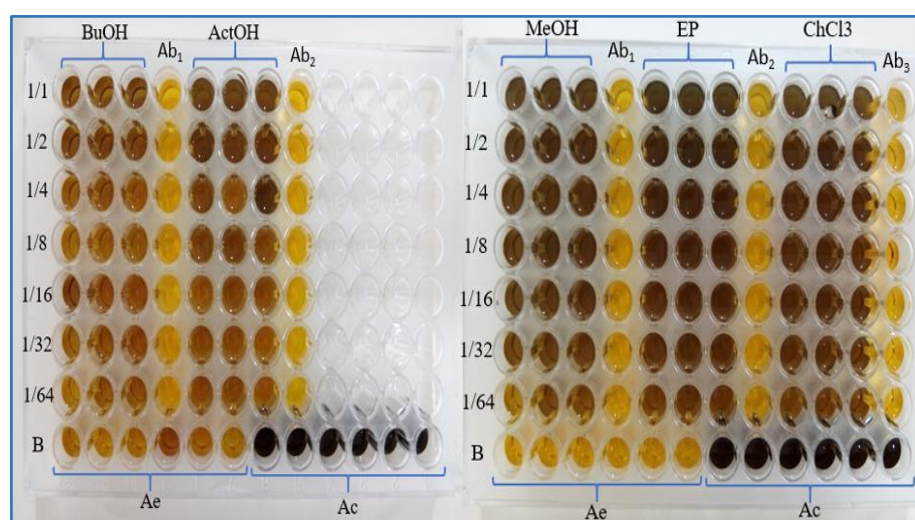 BuOH Ab1 ActOH Ab2
1/1
1/2
1/4
1/8
1/16
1/32
1/64
B
Ae Ac
MeOH Ab1 EP Ab2 ChCl3 Ab3
1/1
1/2
1/4
1/8
1/16
1/32
1/64
B
Ae Ac